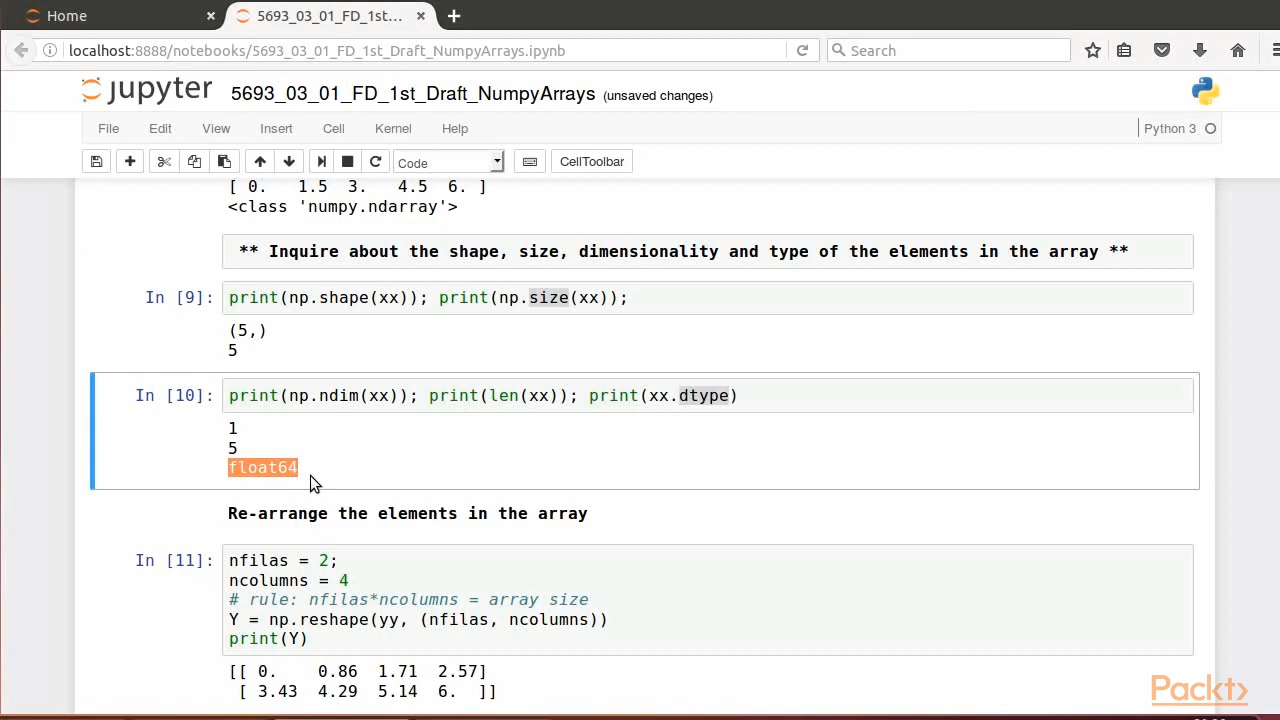 Home
5693_03_01_FD_1st...
localhost:8888/notebooks/5693_03_01_FD_1st_Draft_NumpyArrays.ipynb
Search
jupyter 5693_03_01_FD_1st_Draft_NumpyArrays (unsaved changes)
File Edit View Insert Cell Kernel Help Python 3
Code CellToolbar
[ 0. 1.5 3. 4.5 6. ]
<class 'numpy.ndarray'>
** Inquire about the shape, size, dimensionality and type of the elements in the array **
In [9]: print(np.shape(xx)); print(np.size(xx));
(5,)
5
In [10]: print(np.ndim(xx)); print(len(xx)); print(xx.dtype)
1
5
float64
Re-arrange the elements in the array
In [11]: nfilas = 2;
ncolumns = 4
# rule: nfilas*ncolumns = array size
Y = np.reshape(yy, (nfilas, ncolumns))
print(Y)
[[ 0. 0.86 1.71 2.57]
[ 3.43 4.29 5.14 6. ]]
Packt